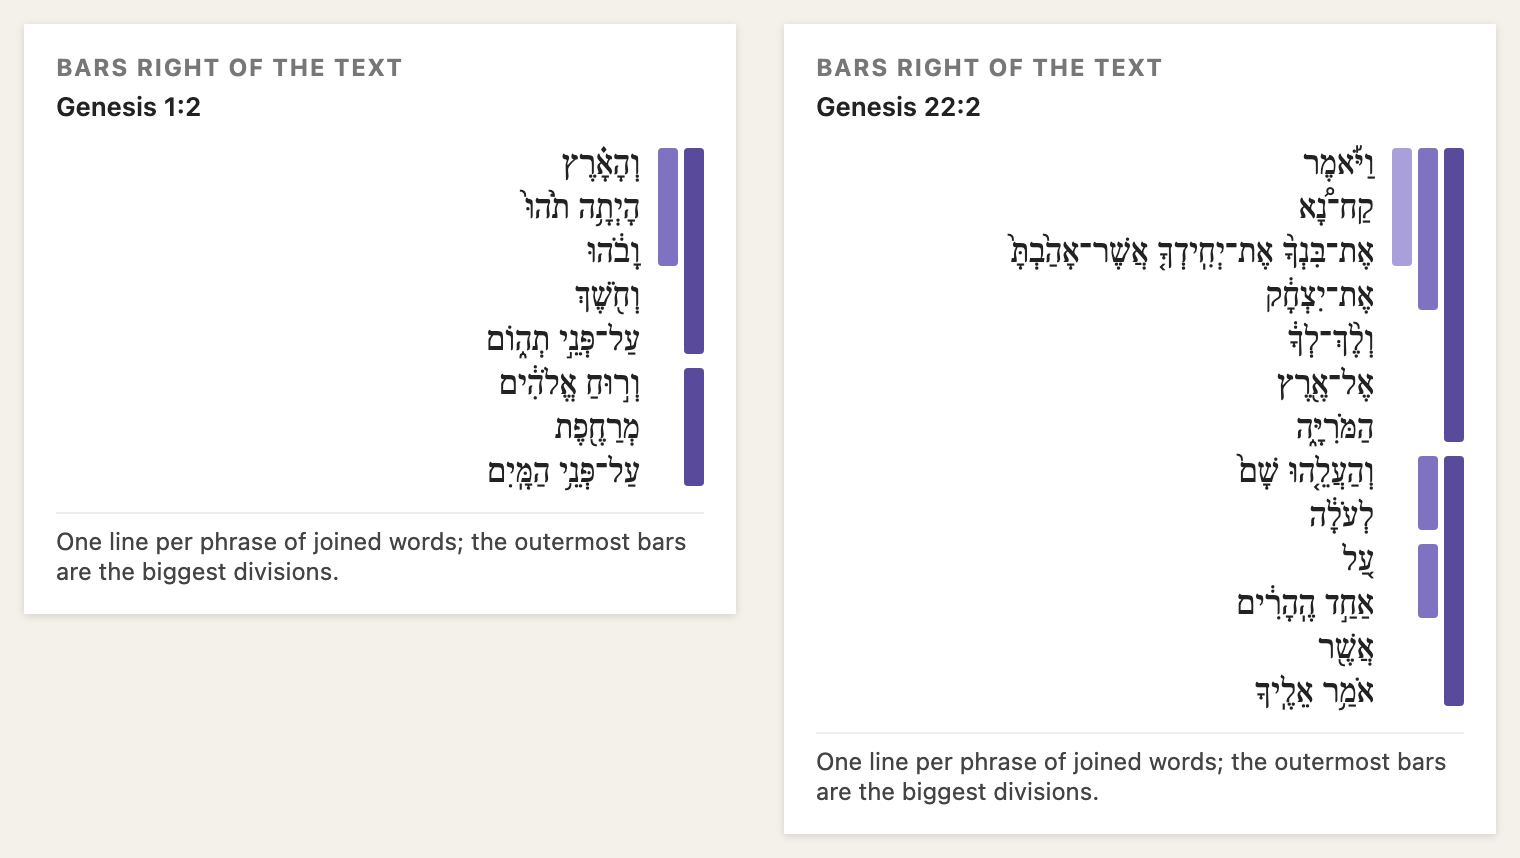 BARS RIGHT OF THE TEXT
Genesis 1:2
וְהָאָ֗רֶץ
הָיְתָ֥ה תֹ֙הוּ֙
וָבֹ֔הוּ
וְחֹ֖שֶׁךְ
עַל־פְּנֵ֣י תְה֑וֹם
וְר֣וּחַ אֱלֹהִ֔ים
מְרַחֶ֖פֶת
עַל־פְּנֵ֥י הַמָּֽיִם
One line per phrase of joined words; the outermost bars
are the biggest divisions.
BARS RIGHT OF THE TEXT
Genesis 22:2
וַיֹּ֡אמֶר
קַח־נָ֠א
אֶת־בִּנְךָ֨ אֶת־יְחִֽידְךָ֤ אֲשֶׁר־אָהַ֙בְתָּ֙
אֶת־יִצְחָ֔ק
וְלֶ֨ךְ־לְךָ֔
אֶל־אֶ֖רֶץ
הַמֹּרִיָּ֑ה
וְהַעֲלֵ֤הוּ שָׁם֙
לְעֹלָ֔ה
עַ֚ל
אַחַ֣ד הֶֽהָרִ֔ים
אֲשֶׁ֖ר
אֹמַ֥ר אֵלֶֽיךָ
One line per phrase of joined words; the outermost bars
are the biggest divisions.